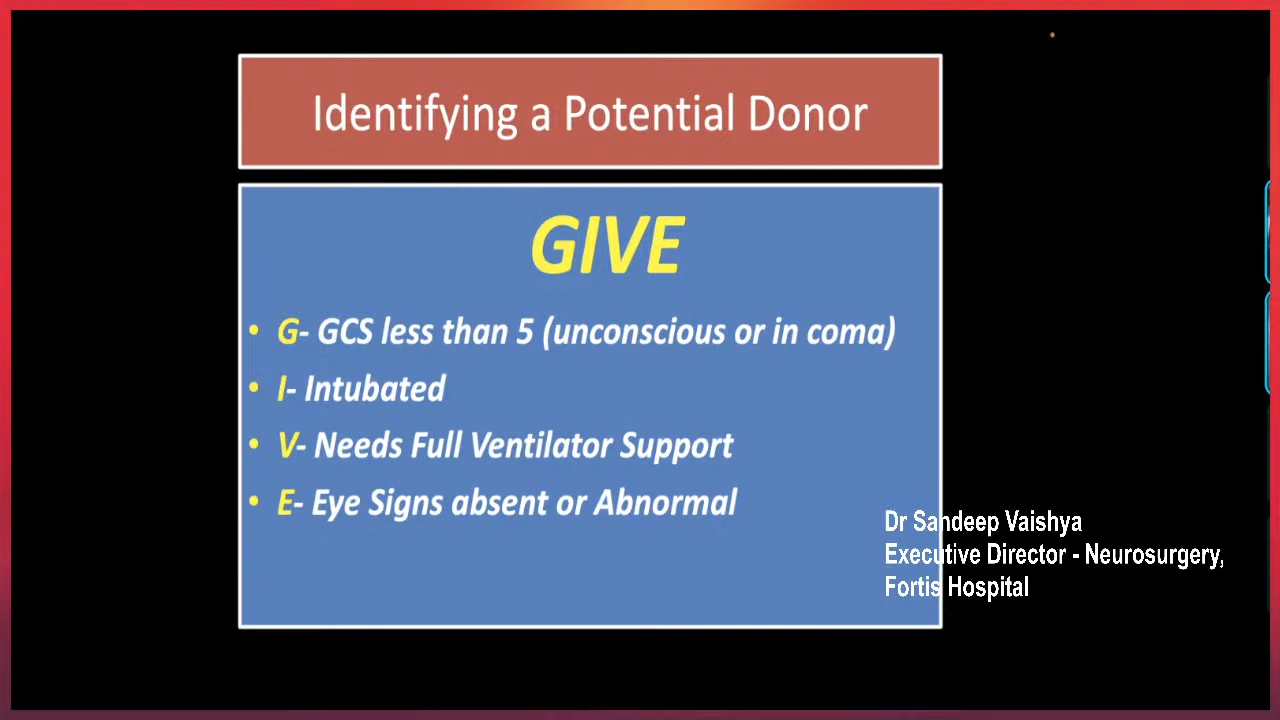 Identifying a Potential Donor
GIVE
• G- GCS less than 5 (unconscious or in coma)
• I- Intubated
• V- Needs Full Ventilator Support
• E- Eye Signs absent or Abnormal
Dr Sandeep Vaishya
Executive Director - Neurosurgery,
Fortis Hospital